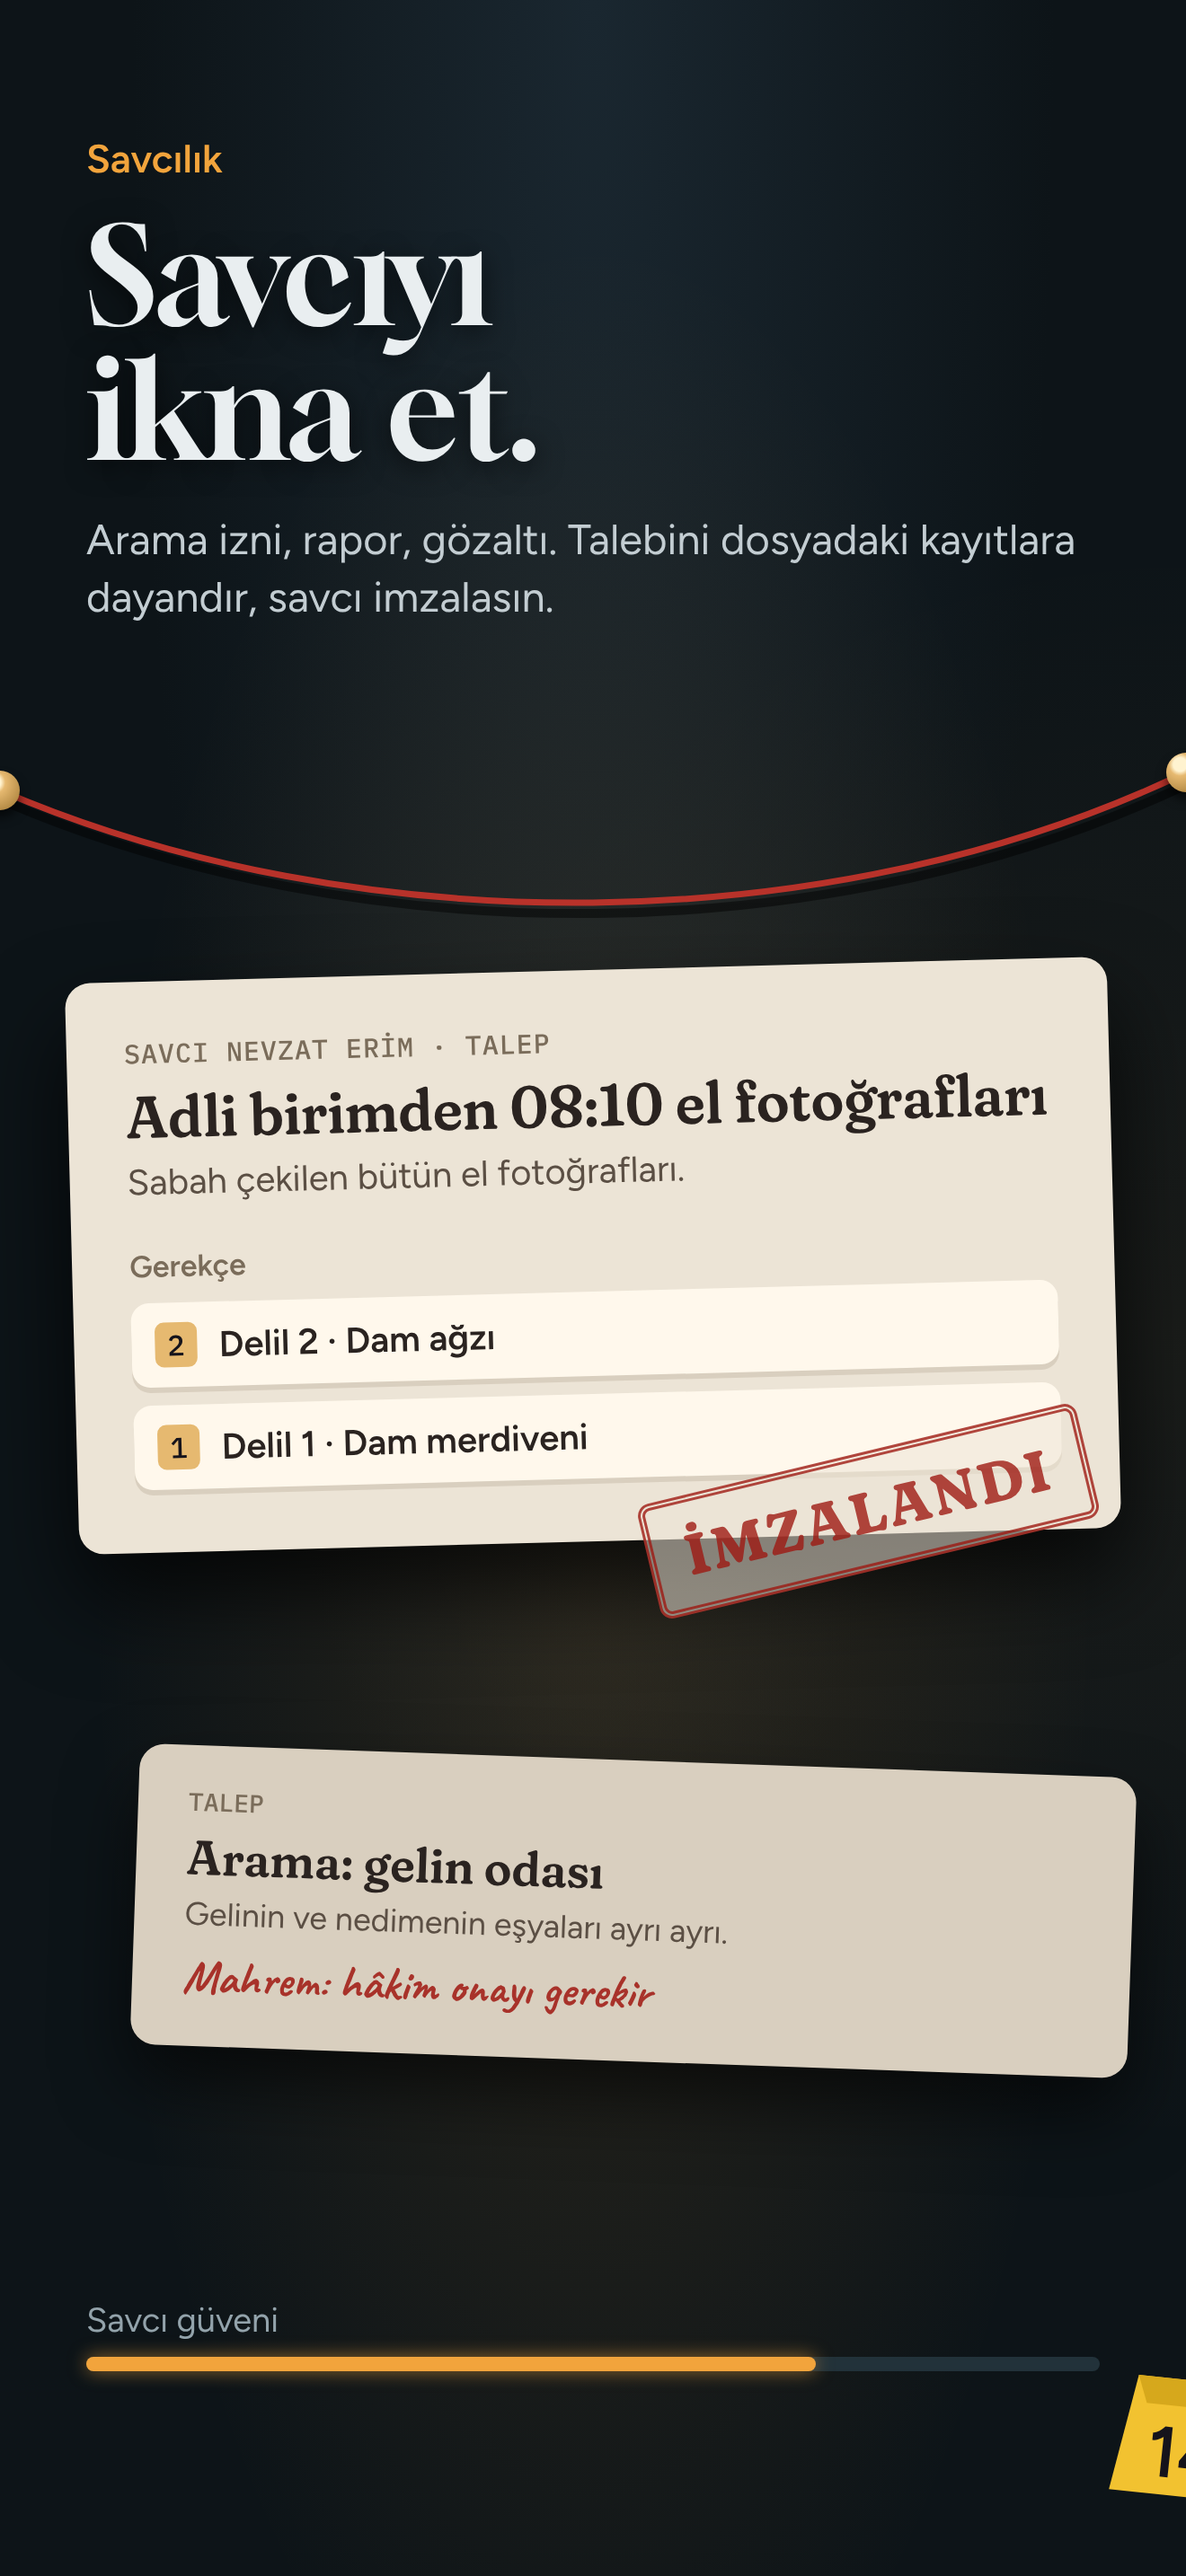 Savcılık
Savcıyı
ikna et.
Arama izni, rapor, gözaltı. Talebini dosyadaki kayıtlara
dayandır, savcı imzalasın.
SAVCI NEVZAT ERİM · TALEP
Adli birimden 08:10 el fotoğrafları
Sabah çekilen bütün el fotoğrafları.
Gerekçe
2 Delil 2 · Dam ağzı
1 Delil 1 · Dam merdiveni
İMZALANDI
TALEP
Arama: gelin odası
Gelinin ve nedimenin eşyaları ayrı ayrı.
Mahrem: hâkim onayı gerekir
Savcı güveni